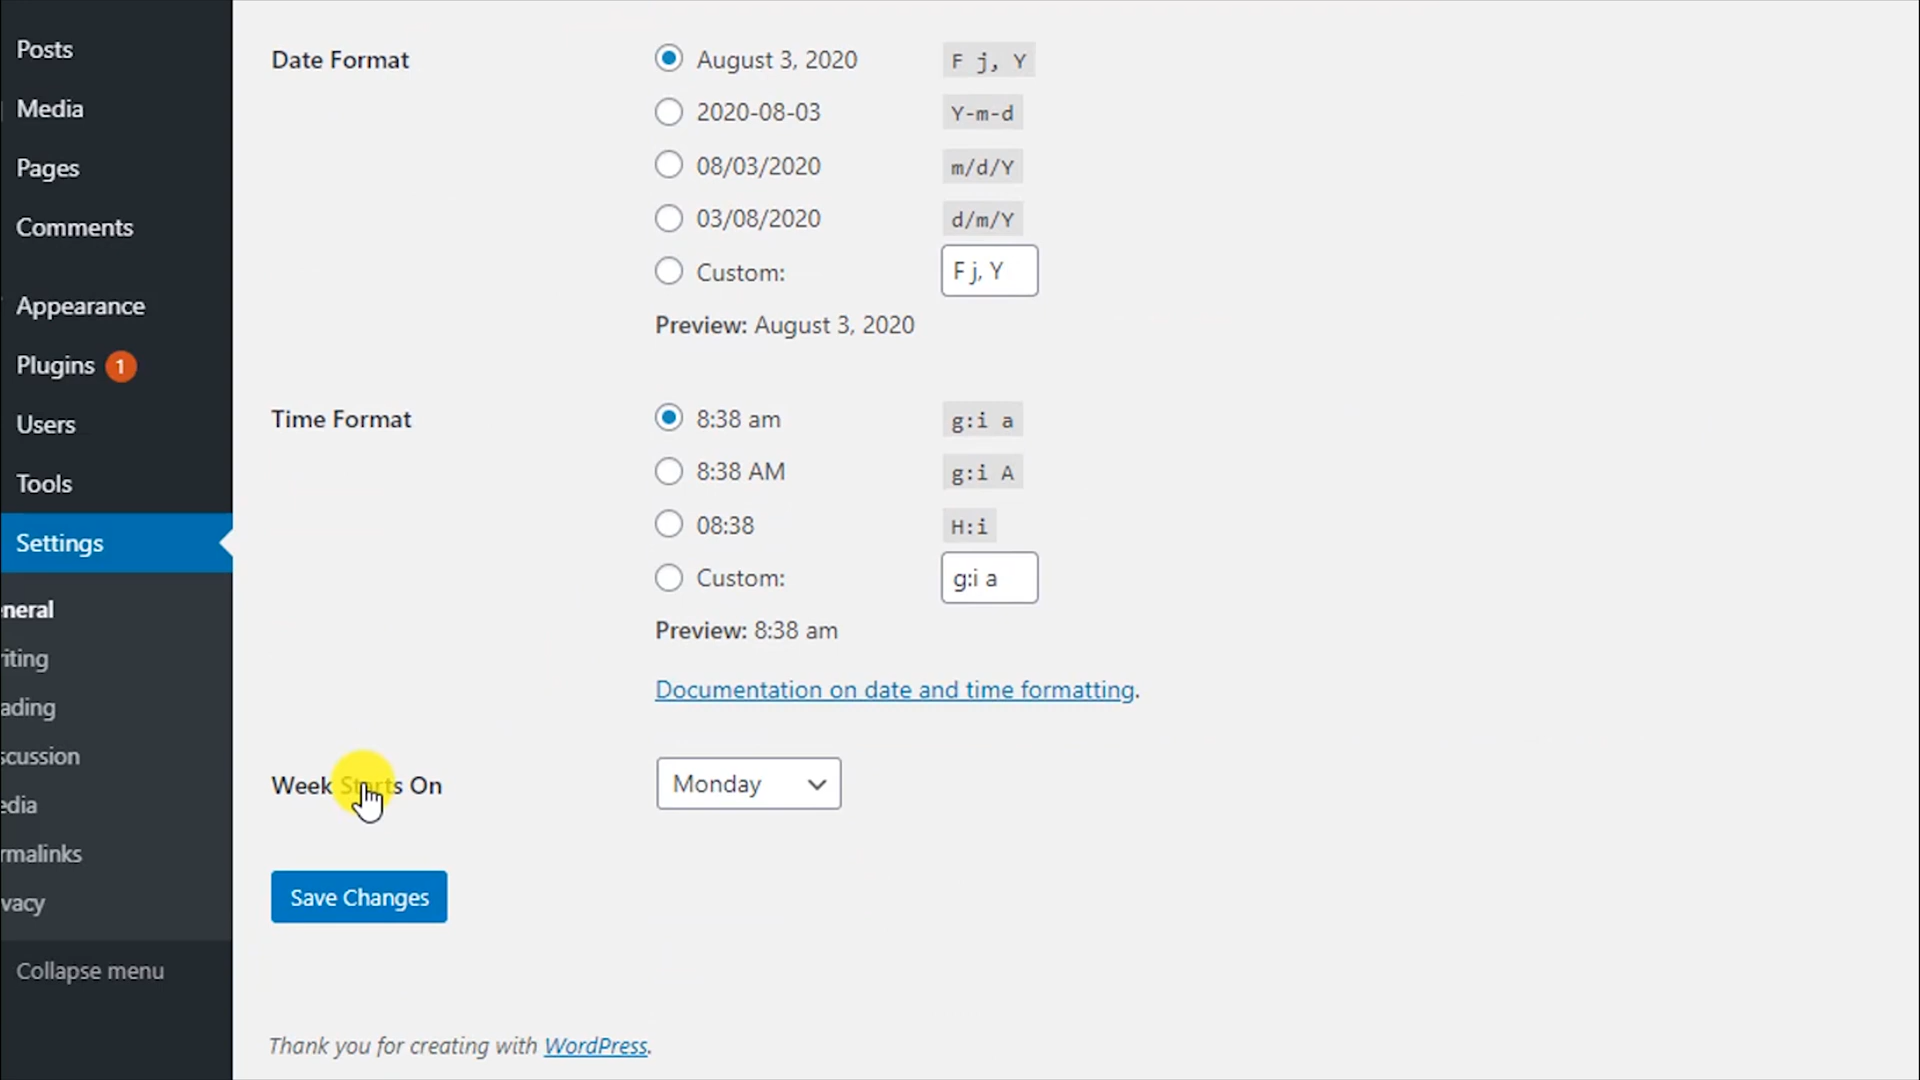 Posts
Media
Pages
Comments
Appearance
Plugins 1
Users
Tools
Settings
neral
iting
ading
scussion
edia
rmalinks
vacy
Collapse menu
Date Format
August 3, 2020 F j, Y
2020-08-03 Y-m-d
08/03/2020 m/d/Y
03/08/2020 d/m/Y
Custom: F j, Y
Preview: August 3, 2020
Time Format
8:38 am g:i a
8:38 AM g:i A
08:38 H:i
Custom: g:i a
Preview: 8:38 am
Documentation on date and time formatting.
Week Starts On Monday
Save Changes
Thank you for creating with WordPress.